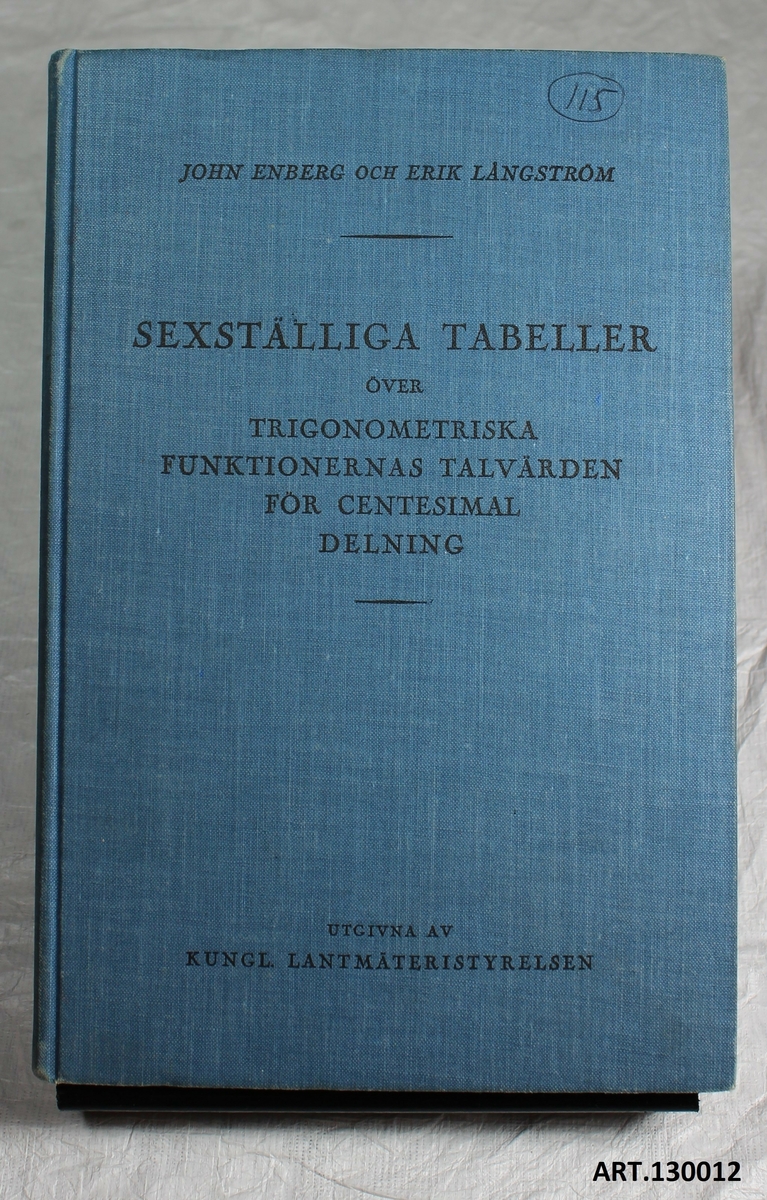 115
JOHN ENBERG OCH ERIK LÅNGSTRÖM
SEXSTÄLLIGA TABELLER
ÖVER
TRIGONOMETRISKA
FUNKTIONERNAS TALVÄRDEN
FÖR CENTESIMAL
DELNING
UTGIVNA AV
KUNGL. LANTMÄTERISTYRELSEN
ART.130012